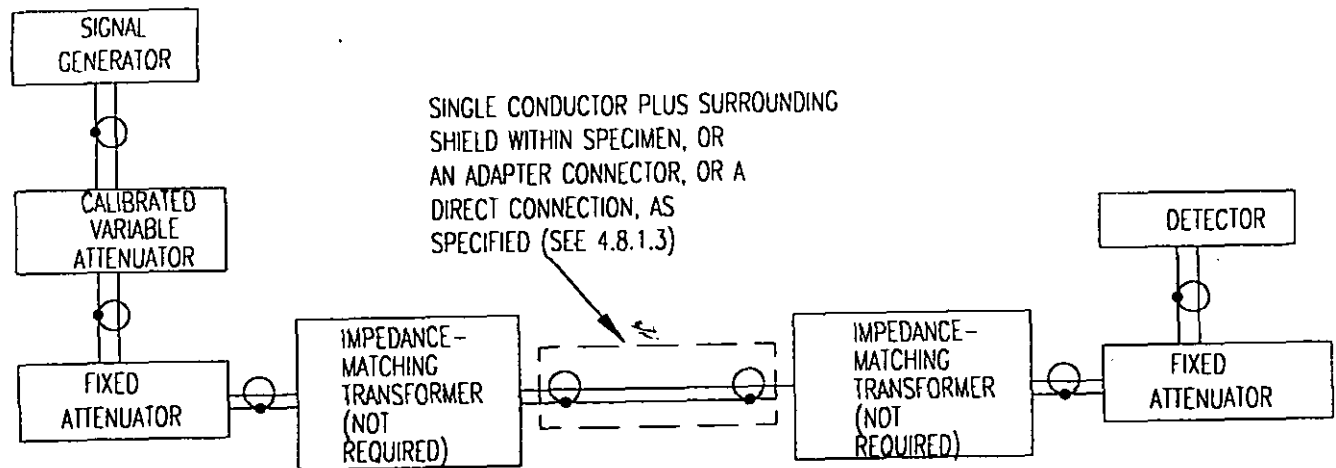 SIGNAL
GENERATOR
SINGLE CONDUCTOR PLUS SURROUNDING
SHIELD WITHIN SPECIMEN, OR
AN ADAPTER CONNECTOR, OR A
DIRECT CONNECTION, AS
SPECIFIED (SEE 4.8.1.3)
CALIBRATED
VARIABLE
ATTENUATOR
DETECTOR
FIXED
ATTENUATOR
IMPEDANCE-
MATCHING
TRANSFORMER
(NOT
REQUIRED)
IMPEDANCE-
MATCHING
TRANSFORMER
(NOT
REQUIRED)
FIXED
ATTENUATOR